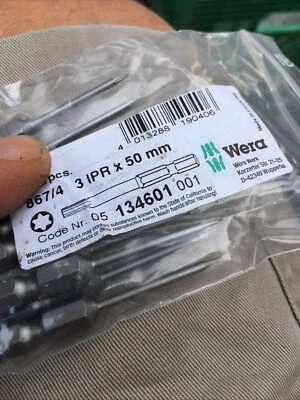 4 013288 190406
pcs.
867/4 3 IPR x 50 mm
Code Nr. 05 134601 001
Warning: This product may contain substances known to the State of California to
cause cancer, birth defects or other reproductive harm. (Wash hands after handling!)
Wera
Wera Werk
Korzerter Str. 21-25
D-42349 Wuppertal